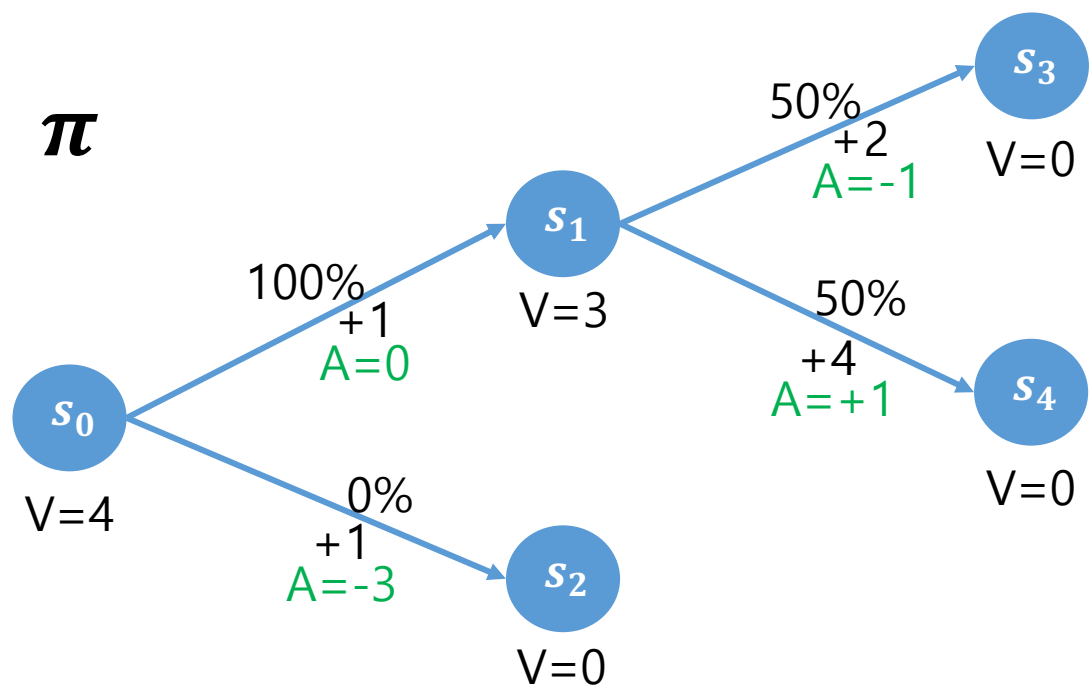 π
s₃
50%
+2
A=-1
V=0
s₁
100%
+1
A=0
V=3
50%
+4
A=+1
s₄
V=0
s₀
V=4
0%
+1
A=-3
s₂
V=0